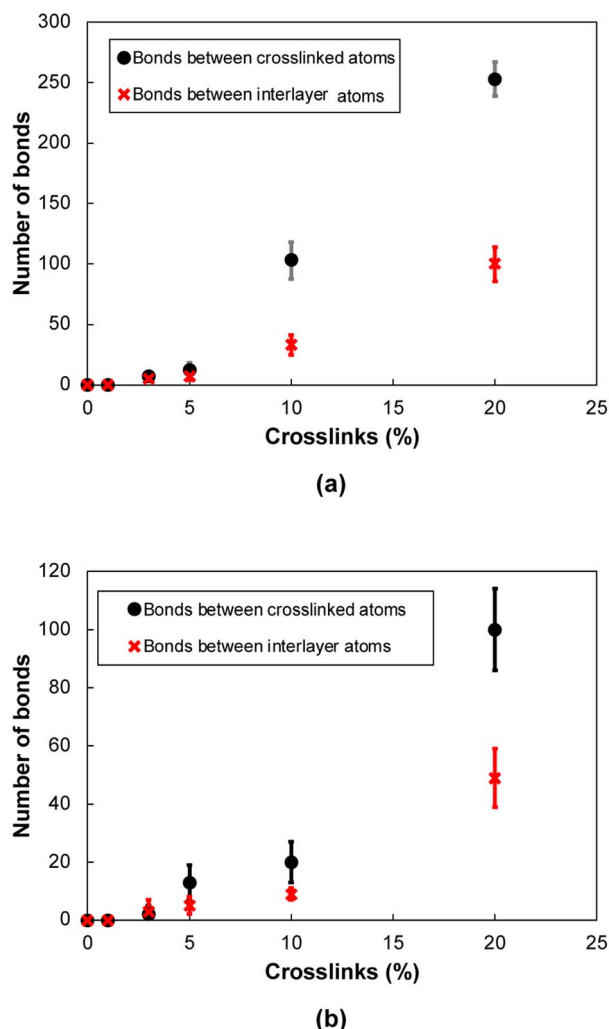 300
250
200
150
100
50
0
Number of bonds
Bonds between crosslinked atoms
Bonds between interlayer atoms
0 5 10 15 20 25
Crosslinks (%)
(a)
120
100
80
60
40
20
0
Number of bonds
Bonds between crosslinked atoms
Bonds between interlayer atoms
0 5 10 15 20 25
Crosslinks (%)
(b)